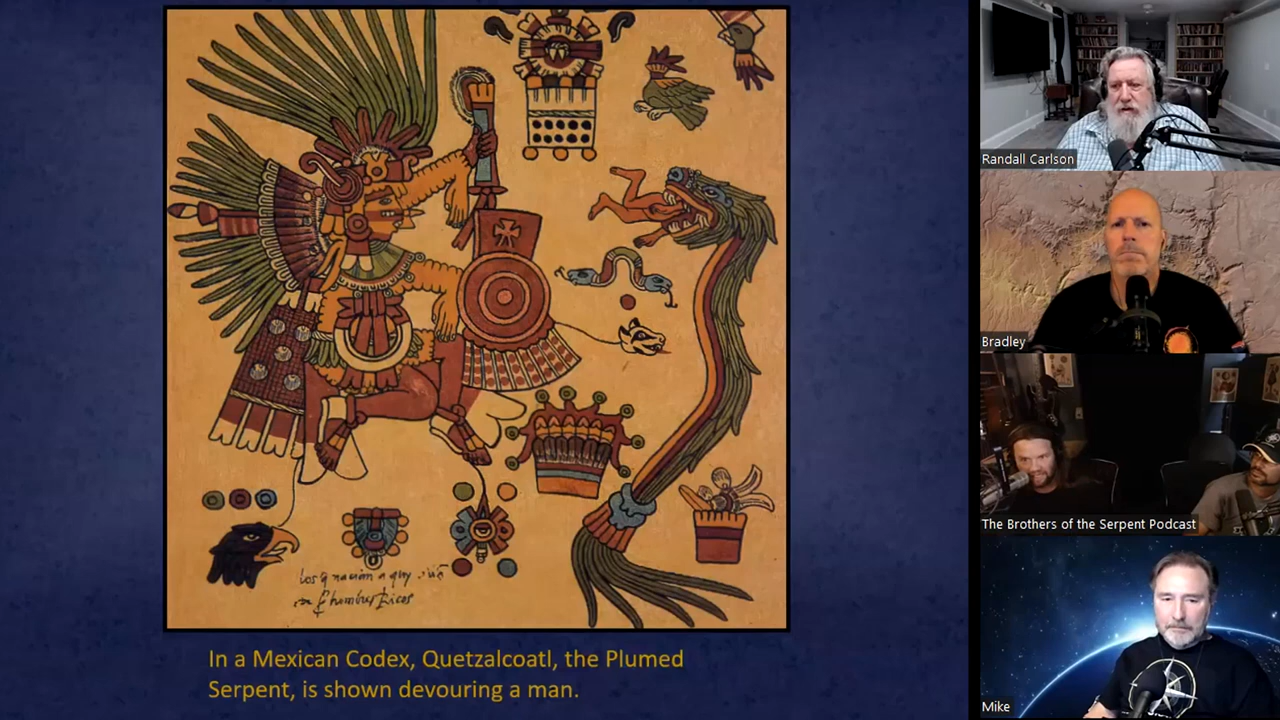 In a Mexican Codex, Quetzalcoatl, the Plumed
Serpent, is shown devouring a man.
Randall Carlson
Bradley
The Brothers of the Serpent Podcast
Mike